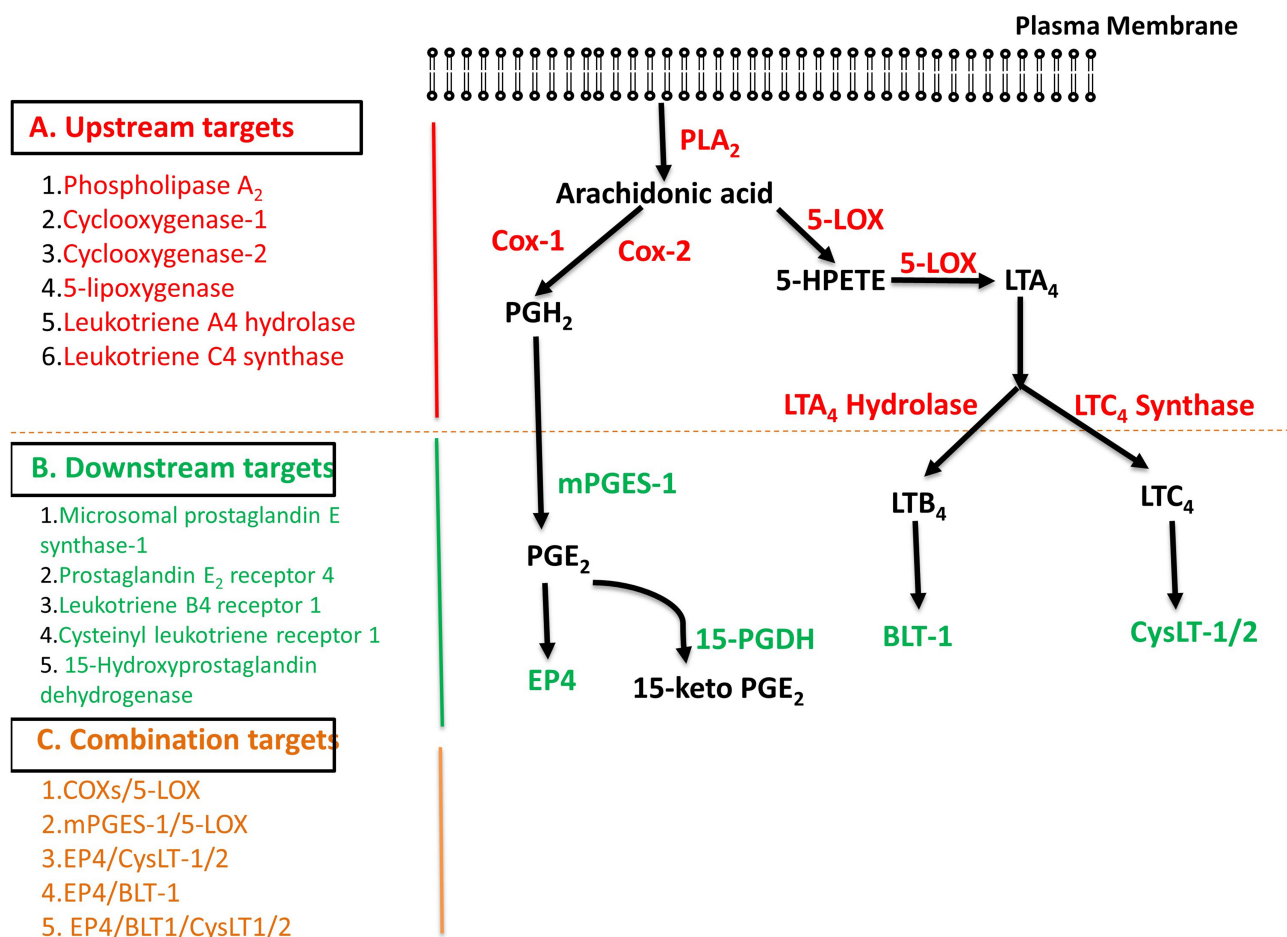 Plasma Membrane
A. Upstream targets
1.Phospholipase A₂
2.Cyclooxygenase-1
3.Cyclooxygenase-2
4.5-lipoxygenase
5.Leukotriene A4 hydrolase
6.Leukotriene C4 synthase
PLA₂
Arachidonic acid
Cox-1
Cox-2
5-LOX
5-HPETE
5-LOX
LTA₄
PGH₂
LTA₄ Hydrolase
LTC₄ Synthase
B. Downstream targets
1.Microsomal prostaglandin E
synthase-1
2.Prostaglandin E₂ receptor 4
3.Leukotriene B4 receptor 1
4.Cysteinyl leukotriene receptor 1
5. 15-Hydroxyprostaglandin
dehydrogenase
mPGES-1
LTB₄
LTC₄
PGE₂
15-PGDH
BLT-1
CysLT-1/2
EP4
15-keto PGE₂
C. Combination targets
1.COXs/5-LOX
2.mPGES-1/5-LOX
3.EP4/CysLT-1/2
4.EP4/BLT-1
5. EP4/BLT1/CysLT1/2